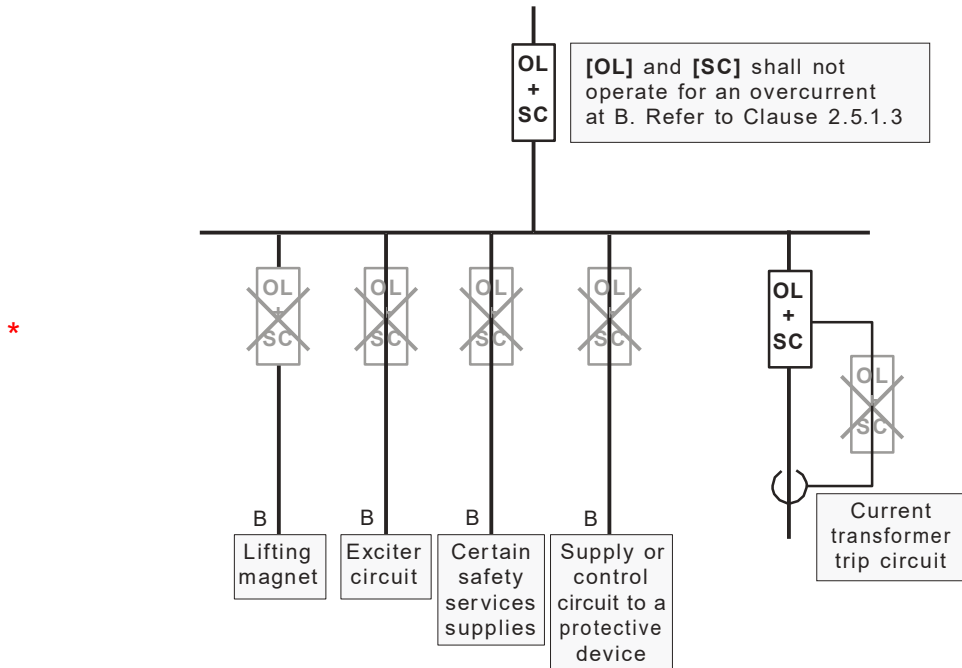 OL
+
SC
[OL] and [SC] shall not
operate for an overcurrent
at B. Refer to Clause 2.5.1.3
OL
+
SC
OL
+
SC
OL
+
SC
OL
+
SC
OL
+
SC
*
OL
+
SC
B
B
B
B
Lifting
magnet
Exciter
circuit
Certain
safety
services
supplies
Supply or
control
circuit to a
protective
device
Current
transformer
trip circuit